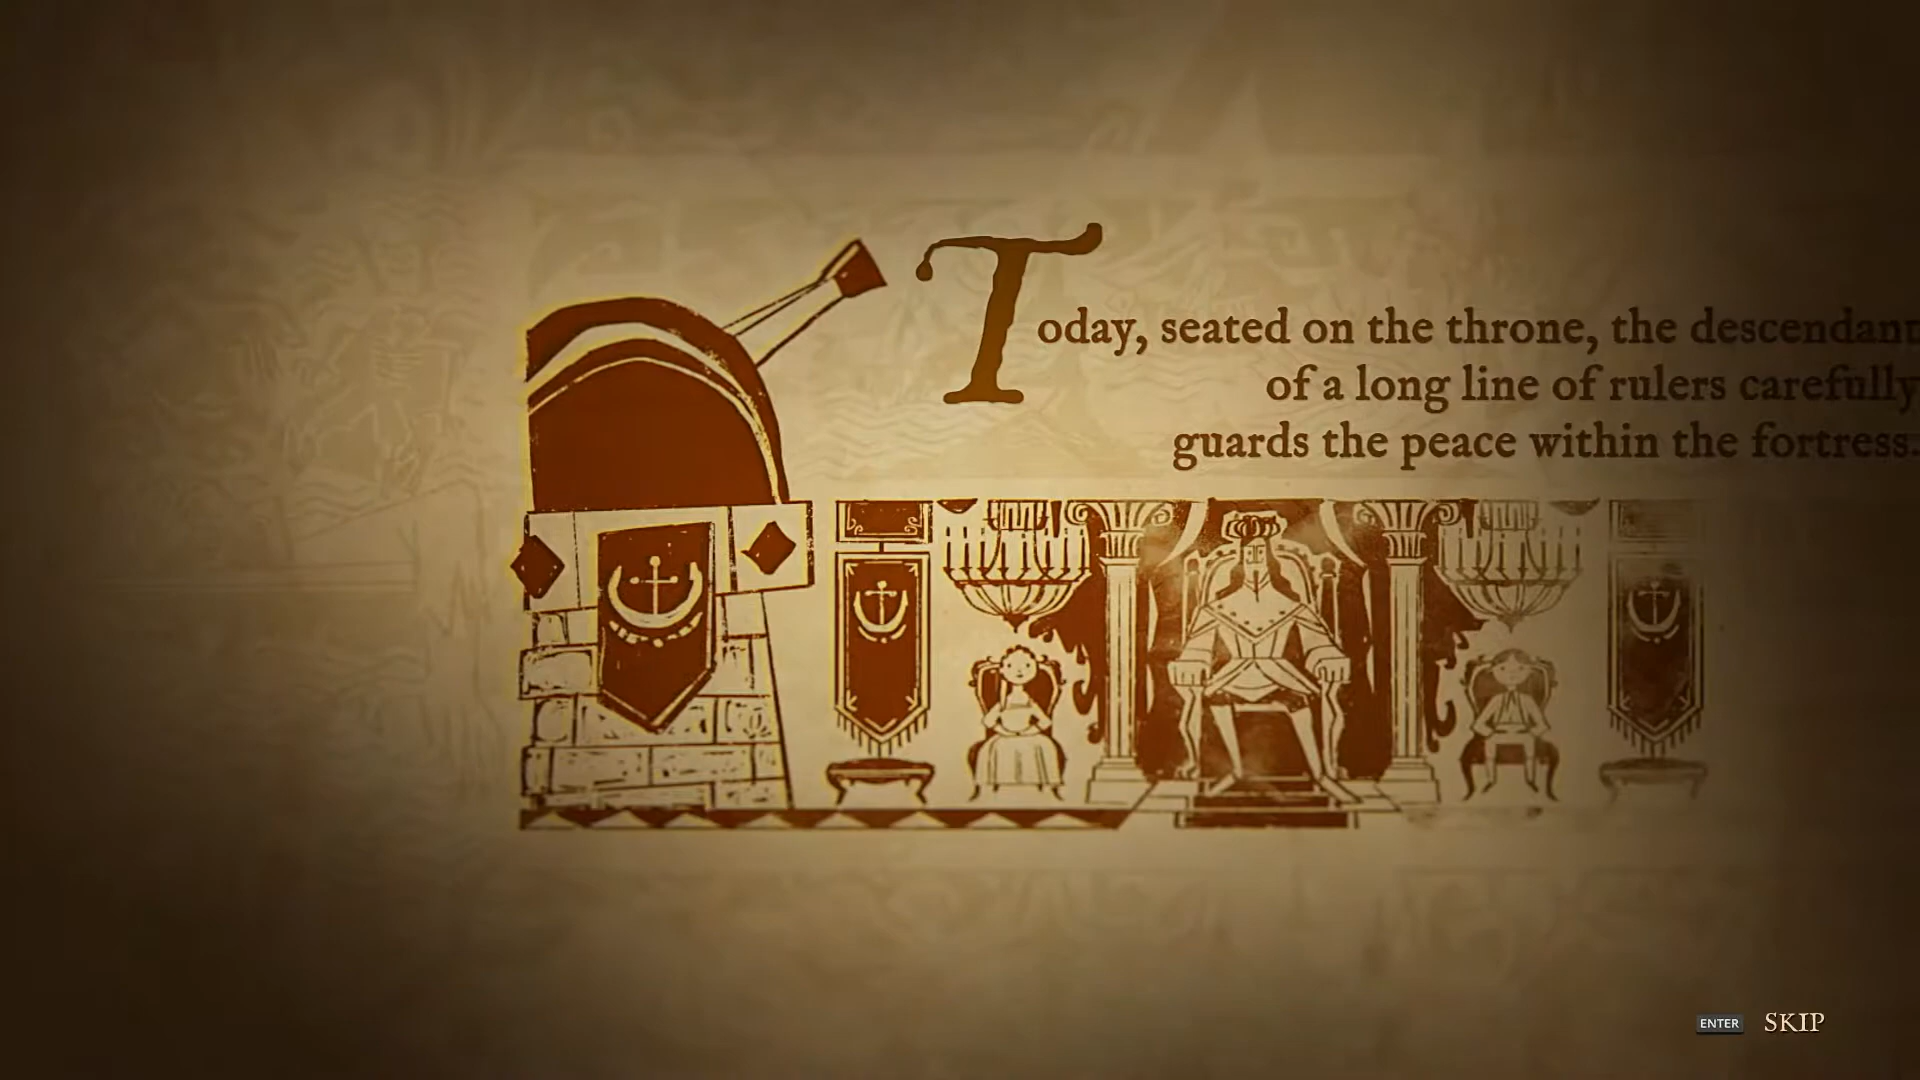 Today, seated on the throne, the descendant
of a long line of rulers carefully
guards the peace within the fortress.
ENTER SKIP